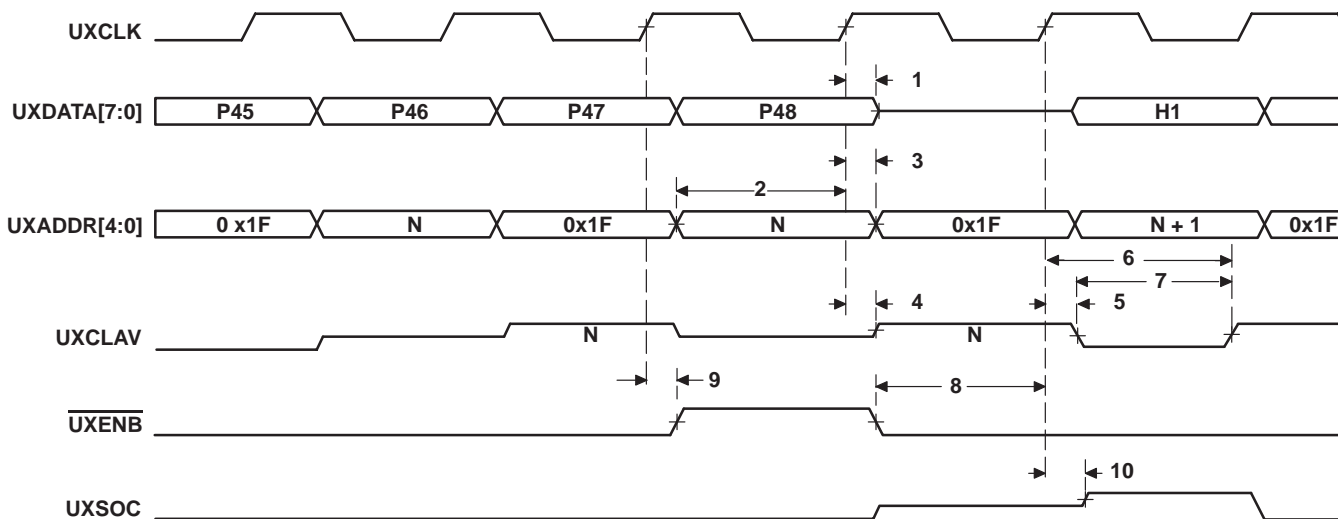 UXCLK
1
UXDATA[7:0] P45 P46 P47 P48 H1
3
2
UXADDR[4:0] 0 x1F N 0x1F N 0x1F N + 1 0x1F
6
7
4 5
UXCLAV N N
9 8
UXENB
10
UXSOC